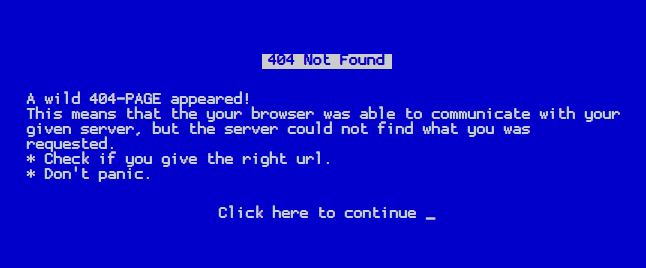 404 Not Found
A wild 404-PAGE appeared!
This means that the your browser was able to communicate with your
given server, but the server could not find what you was
requested.
* Check if you give the right url.
* Don't panic.
Click here to continue _